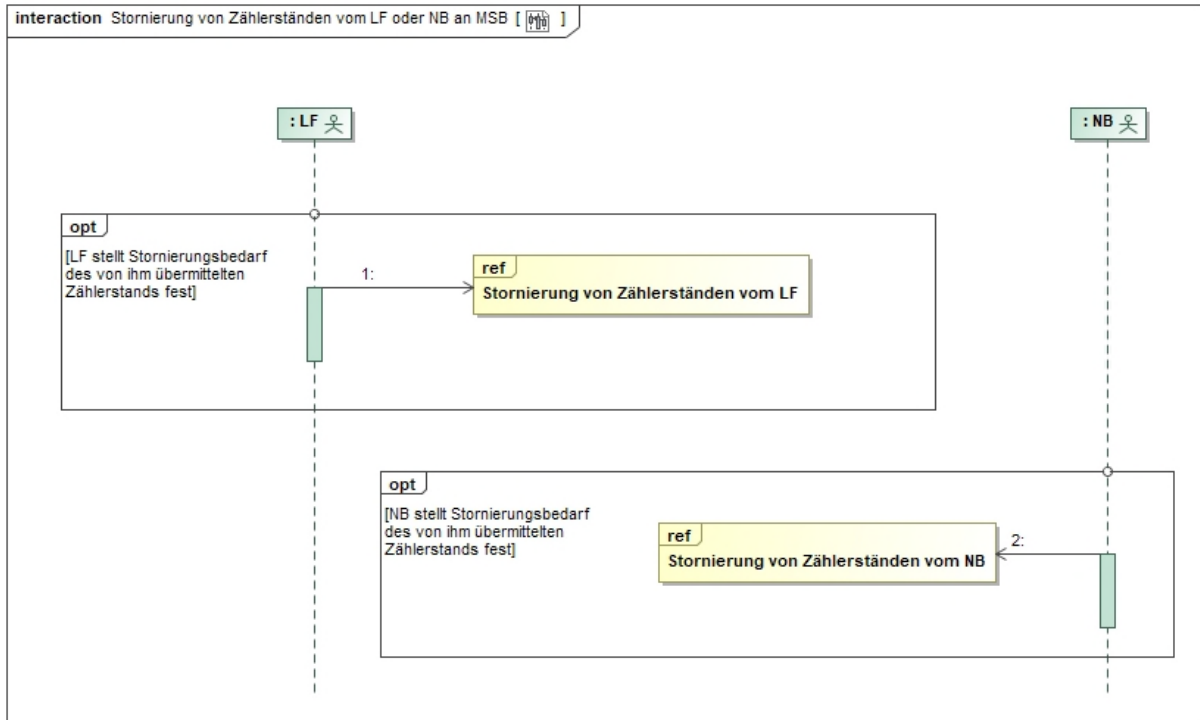 interaction Stornierung von Zählerständen vom LF oder NB an MSB [ ]
: LF
: NB
opt
[LF stellt Stornierungsbedarf
des von ihm übermittelten
Zählerstands fest]
1:
ref
Stornierung von Zählerständen vom LF
opt
[NB stellt Stornierungsbedarf
des von ihm übermittelten
Zählerstands fest]
ref
Stornierung von Zählerständen vom NB
2: